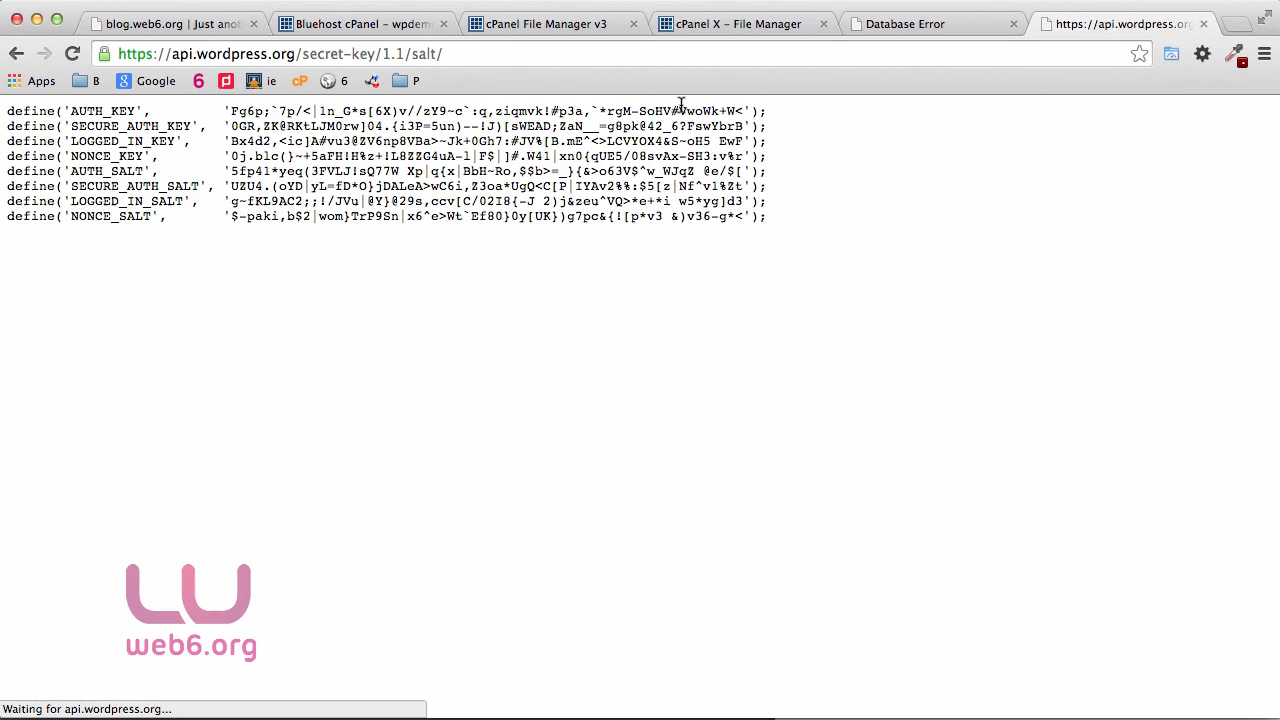 blog.web6.org | Just anot
Bluehost cPanel - wpdem
cPanel File Manager v3
cPanel X - File Manager
Database Error
https://api.wordpress.org
https://api.wordpress.org/secret-key/1.1/salt/
Apps B Google 6 ie cP 6 P
define('AUTH_KEY',         'Fg6p;`7p/<|ln_G*s[6X)v//zY9~c`:q,ziqmvk!#p3a,`*rgM-SoHV#VwoWk+W<');
define('SECURE_AUTH_KEY',  '0GR,ZK@RKtLJM0rw]04.{i3P=5un)--!J)[sWEAD;ZaN__=g8pk@42_6?FswYbrB');
define('LOGGED_IN_KEY',    'Bx4d2,<ic]A#vu3@ZV6np8VBa>~Jk+0Gh7:#JV%[B.mE^<>LCVYOX4&S~oH5 EwF');
define('NONCE_KEY',        '0j.blc(}~+5aFH!H%z+!L8ZZG4uA-l|F$|]#.W41|xn0{qUE5/08svAx-SH3:v%r');
define('AUTH_SALT',        '5fp41*yeq(3FVLJ!sQ77W Xp|q{x|BbH~Ro,$$b>=_}{&>o63V$^w_WJqZ @e/$[');
define('SECURE_AUTH_SALT', 'UZU4.(oYD|yL=fD*O}jDALeA>wC6i,Z3oa*UgQ<C[P|IYAv2%%:$5[z|Nf^v1%Zt');
define('LOGGED_IN_SALT',   'g~fKL9AC2;;!/JVu|@Y}@29s,ccv[C/02I8{-J 2)j&zeu^VQ>*e+*i w5*yg]d3');
define('NONCE_SALT',       '$-paki,b$2|wom}TrP9Sn|x6^e>Wt`Ef80}0y[UK})g7pc&{![p*v3 &)v36-g*<');
web6.org
Waiting for api.wordpress.org...